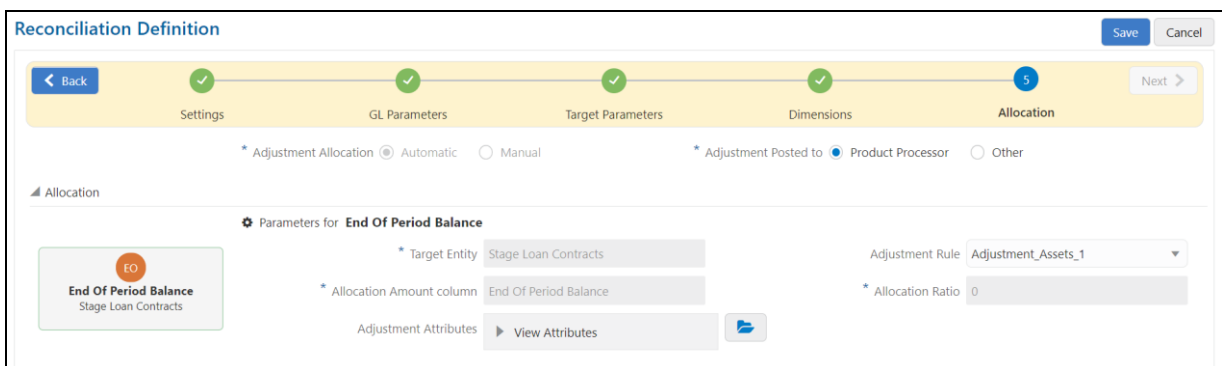 Reconciliation Definition
Save Cancel
Back 5 Next
Settings GL Parameters Target Parameters Dimensions Allocation
* Adjustment Allocation Automatic Manual * Adjustment Posted to Product Processor Other
Allocation
Parameters for End Of Period Balance
EO
End Of Period Balance
Stage Loan Contracts
* Target Entity Stage Loan Contracts Adjustment Rule Adjustment_Assets_1
* Allocation Amount column End Of Period Balance * Allocation Ratio 0
Adjustment Attributes View Attributes